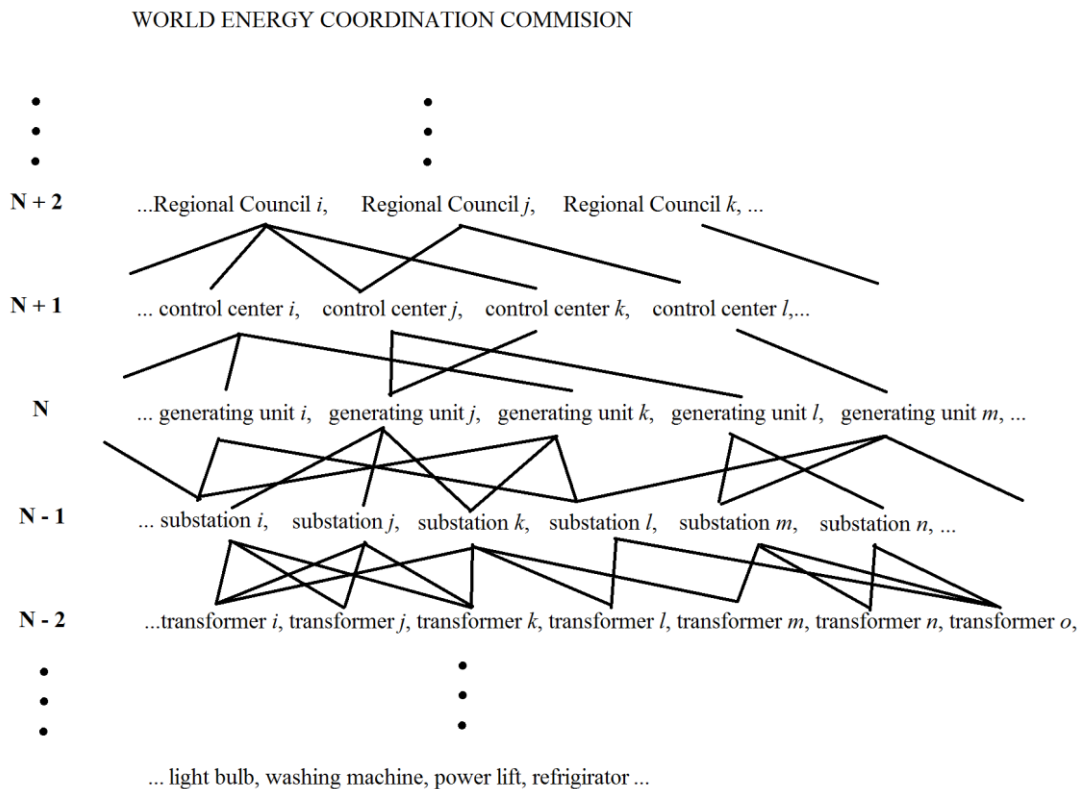 WORLD ENERGY COORDINATION COMMISION
N + 2 ...Regional Council i, Regional Council j, Regional Council k, ...
N + 1 ... control center i, control center j, control center k, control center l,...
N ... generating unit i, generating unit j, generating unit k, generating unit l, generating unit m, ...
N - 1 ... substation i, substation j, substation k, substation l, substation m, substation n, ...
N - 2 ...transformer i, transformer j, transformer k, transformer l, transformer m, transformer n, transformer o,
... light bulb, washing machine, power lift, refrigirator ...